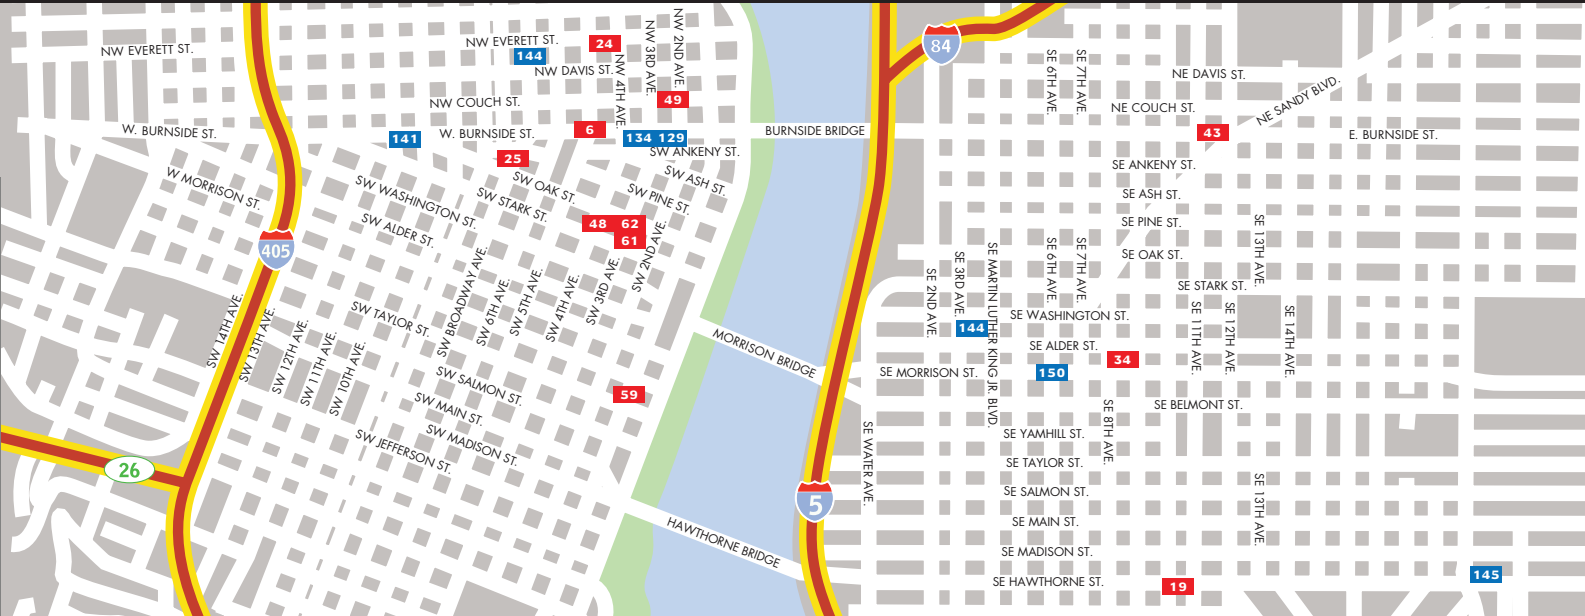 NW EVERETT ST.
NW EVERETT ST.
144
24
NW DAVIS ST.
NW 4TH AVE.
NW 3RD AVE.
NW 2ND AVE.
49
NW COUCH ST.
W. BURNSIDE ST.
141
W. BURNSIDE ST.
6
134 129
SW ANKENY ST.
BURNSIDE BRIDGE
25
W MORRISON ST.
SW WASHINGTON ST.
SW ALDER ST.
SW STARK ST.
SW OAK ST.
SW PINE ST.
SW ASH ST.
48 62
61
405
SW 14TH AVE.
SW 13TH AVE.
SW 12TH AVE.
SW 11TH AVE.
SW 10TH AVE.
SW TAYLOR ST.
SW BROADWAY AVE.
SW 6TH AVE.
SW 5TH AVE.
SW 4TH AVE.
SW 3RD AVE.
SW 2ND AVE.
MORRISON BRIDGE
SW SALMON ST.
59
SW MAIN ST.
SW MADISON ST.
SW JEFFERSON ST.
26
5
HAWTHORNE BRIDGE
84
SE 6TH AVE.
SE 7TH AVE.
NE DAVIS ST.
NE COUCH ST.
NE SANDY BLVD.
43
E. BURNSIDE ST.
SE ANKENY ST.
SE ASH ST.
SE PINE ST.
SE OAK ST.
SE STARK ST.
SE 13TH AVE.
SE 2ND AVE.
SE 3RD AVE.
SE MARTIN LUTHER KING JR. BLVD.
SE 6TH AVE.
SE 7TH AVE.
SE WASHINGTON ST.
144
SE ALDER ST.
34
SE 11TH AVE.
SE 12TH AVE.
SE 14TH AVE.
SE MORRISON ST.
150
SE BELMONT ST.
SE 8TH AVE.
SE WATER AVE.
SE YAMHILL ST.
SE TAYLOR ST.
SE SALMON ST.
SE 13TH AVE.
SE MAIN ST.
SE MADISON ST.
SE HAWTHORNE ST.
19
145